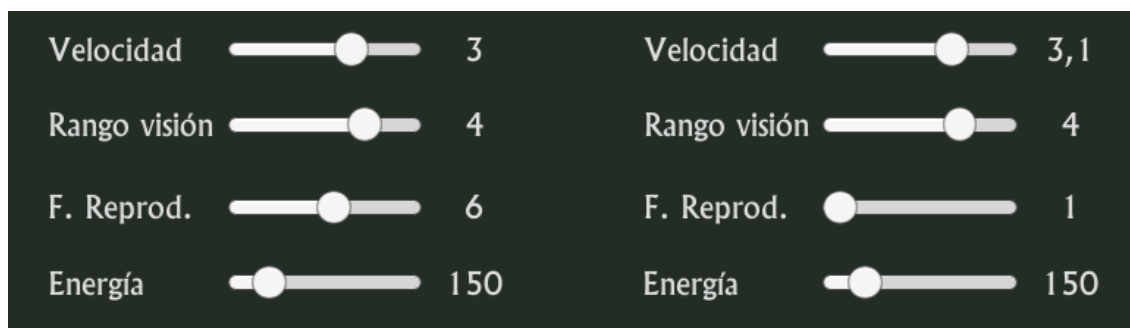 Velocidad 3
Rango visión 4
F. Reprod. 6
Energía 150
Velocidad 3,1
Rango visión 4
F. Reprod. 1
Energía 150